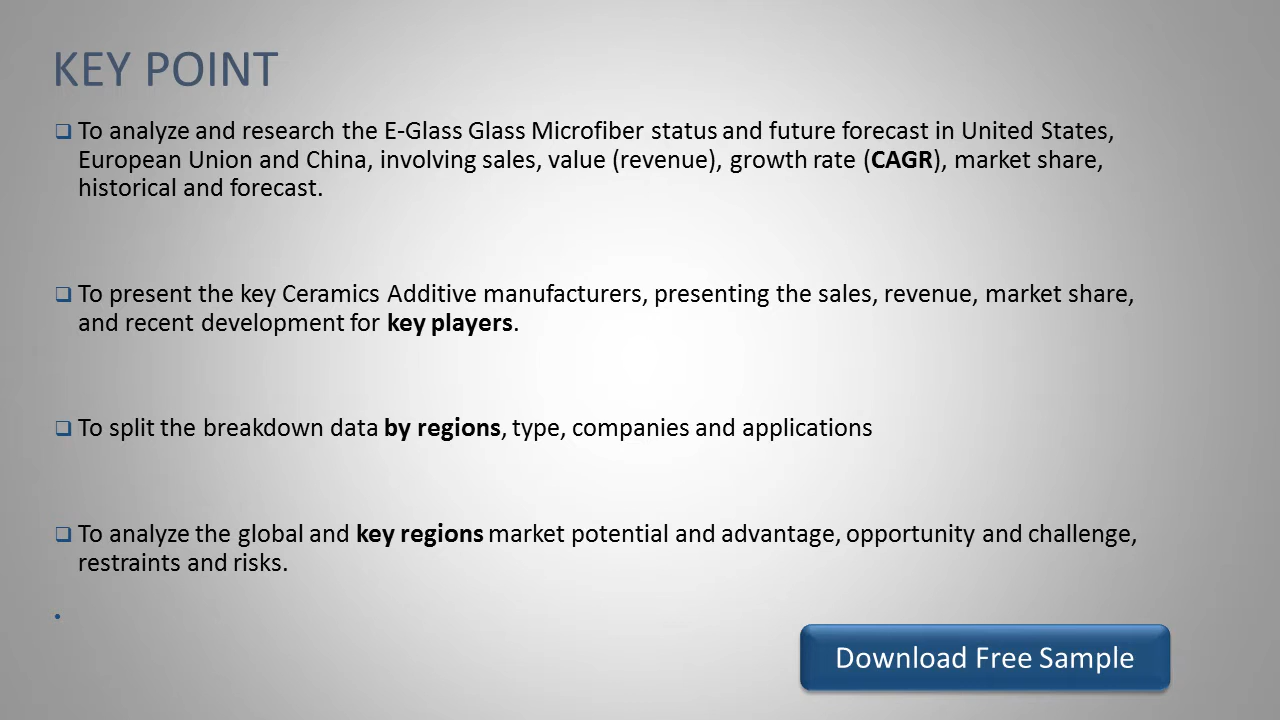 KEY POINT
To analyze and research the E-Glass Glass Microfiber status and future forecast in United States,
European Union and China, involving sales, value (revenue), growth rate (CAGR), market share,
historical and forecast.
To present the key Ceramics Additive manufacturers, presenting the sales, revenue, market share,
and recent development for key players.
To split the breakdown data by regions, type, companies and applications
To analyze the global and key regions market potential and advantage, opportunity and challenge,
restraints and risks.
Download Free Sample